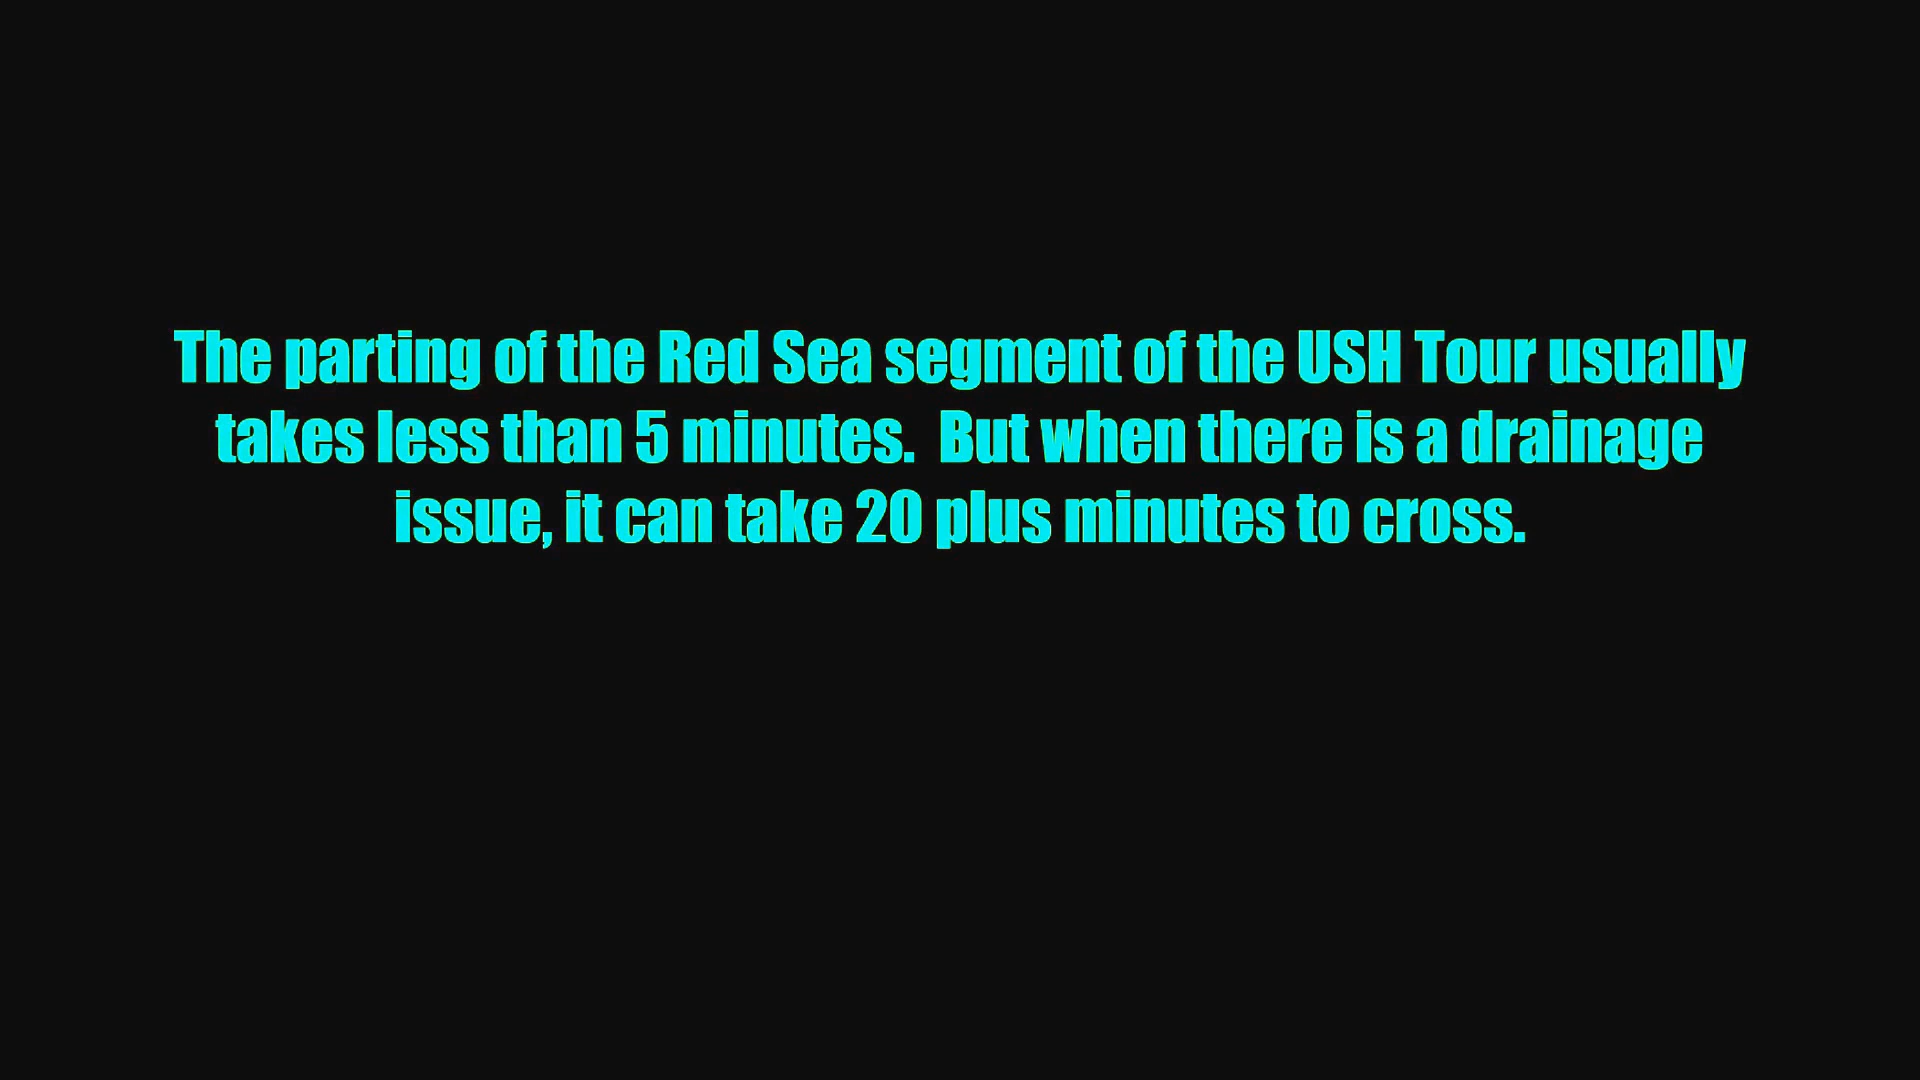 The parting of the Red Sea segment of the USH Tour usually
takes less than 5 minutes.  But when there is a drainage
issue, it can take 20 plus minutes to cross.